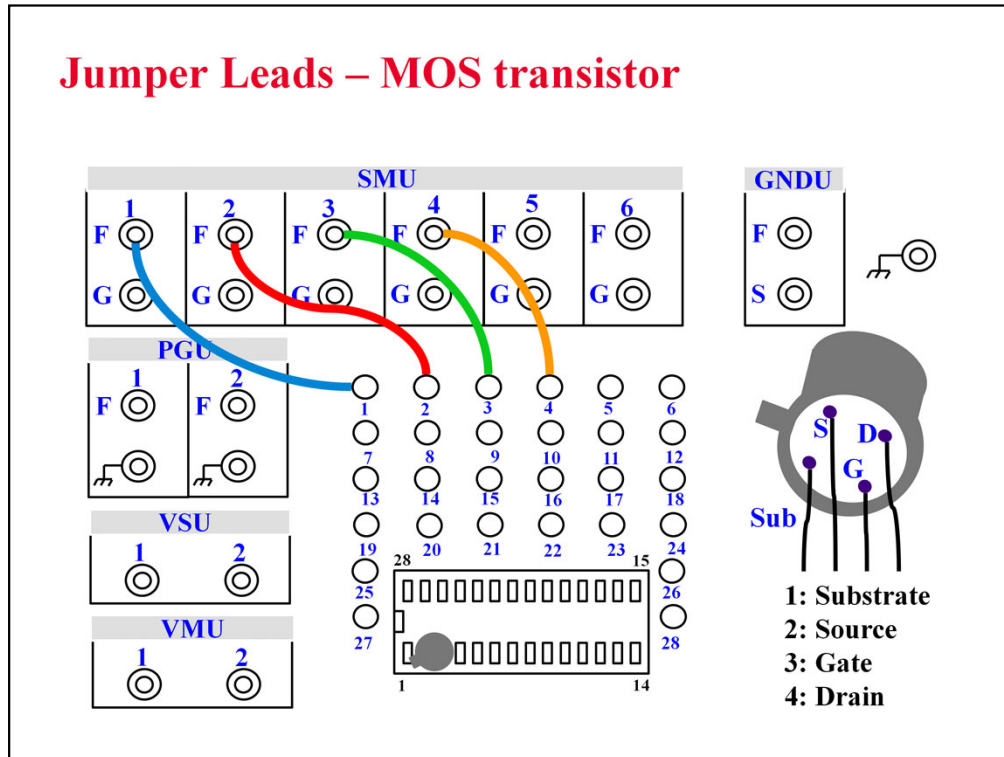 Jumper Leads – MOS transistor
SMU
GNDU
1 2 3 4 5 6
F F F F F F F
G G G G G G S
PGU
1 2
F
S D
G
Sub
1 2 3 4 5 6
7 8 9 10 11 12
13 14 15 16 17 18
VSU
1 2
19 20 21 22 23 24
28 15
25 26
VMU
1 2
27 28
1 14
1: Substrate
2: Source
3: Gate
4: Drain